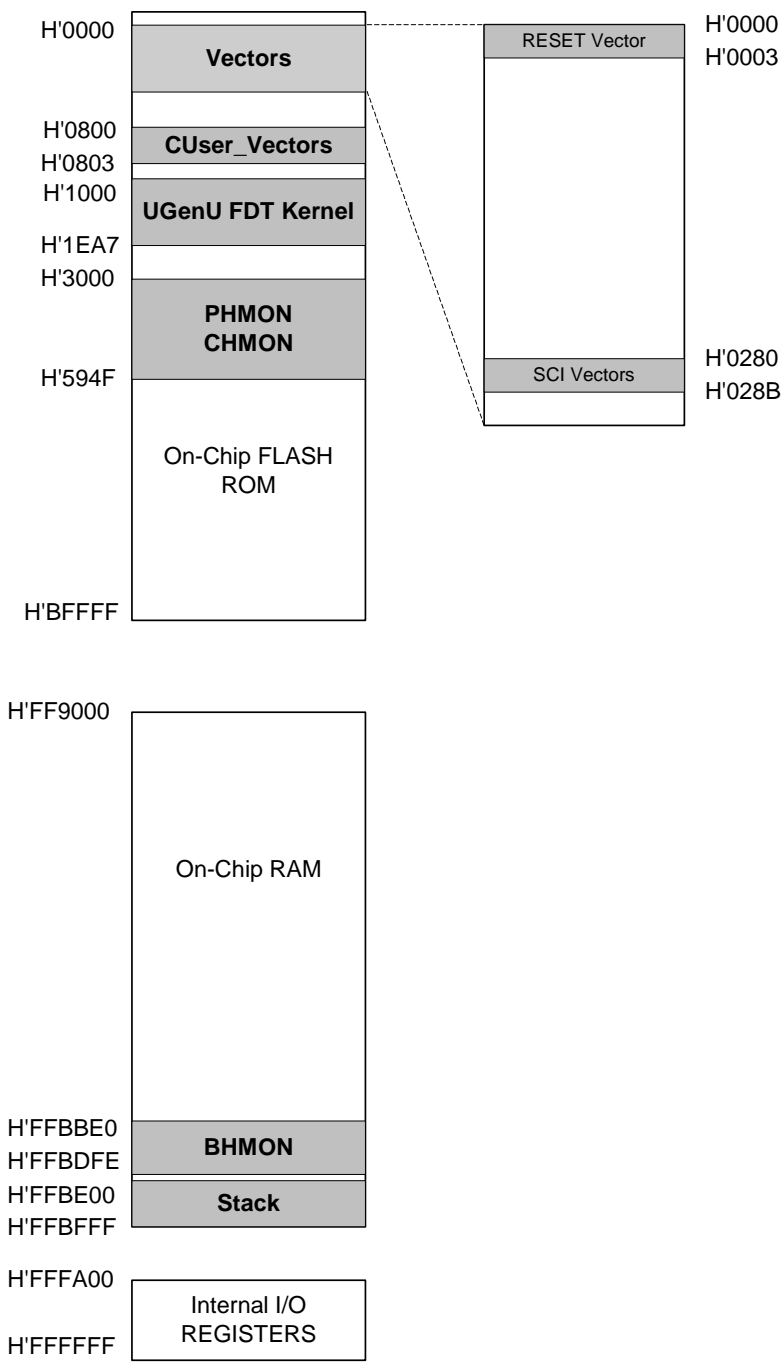 H'0000
Vectors
H'0800
CUser_Vectors
H'0803
H'1000
UGenU FDT Kernel
H'1EA7
H'3000
PHMON
CHMON
H'594F
On-Chip FLASH
ROM
H'BFFFF
H'0000
RESET Vector
H'0003
H'0280
SCI Vectors
H'028B
H'FF9000
On-Chip RAM
H'FFBBE0
BHMON
H'FFBDFE
H'FFBE00
Stack
H'FFBFFF
H'FFFA00
Internal I/O
REGISTERS
H'FFFFFF